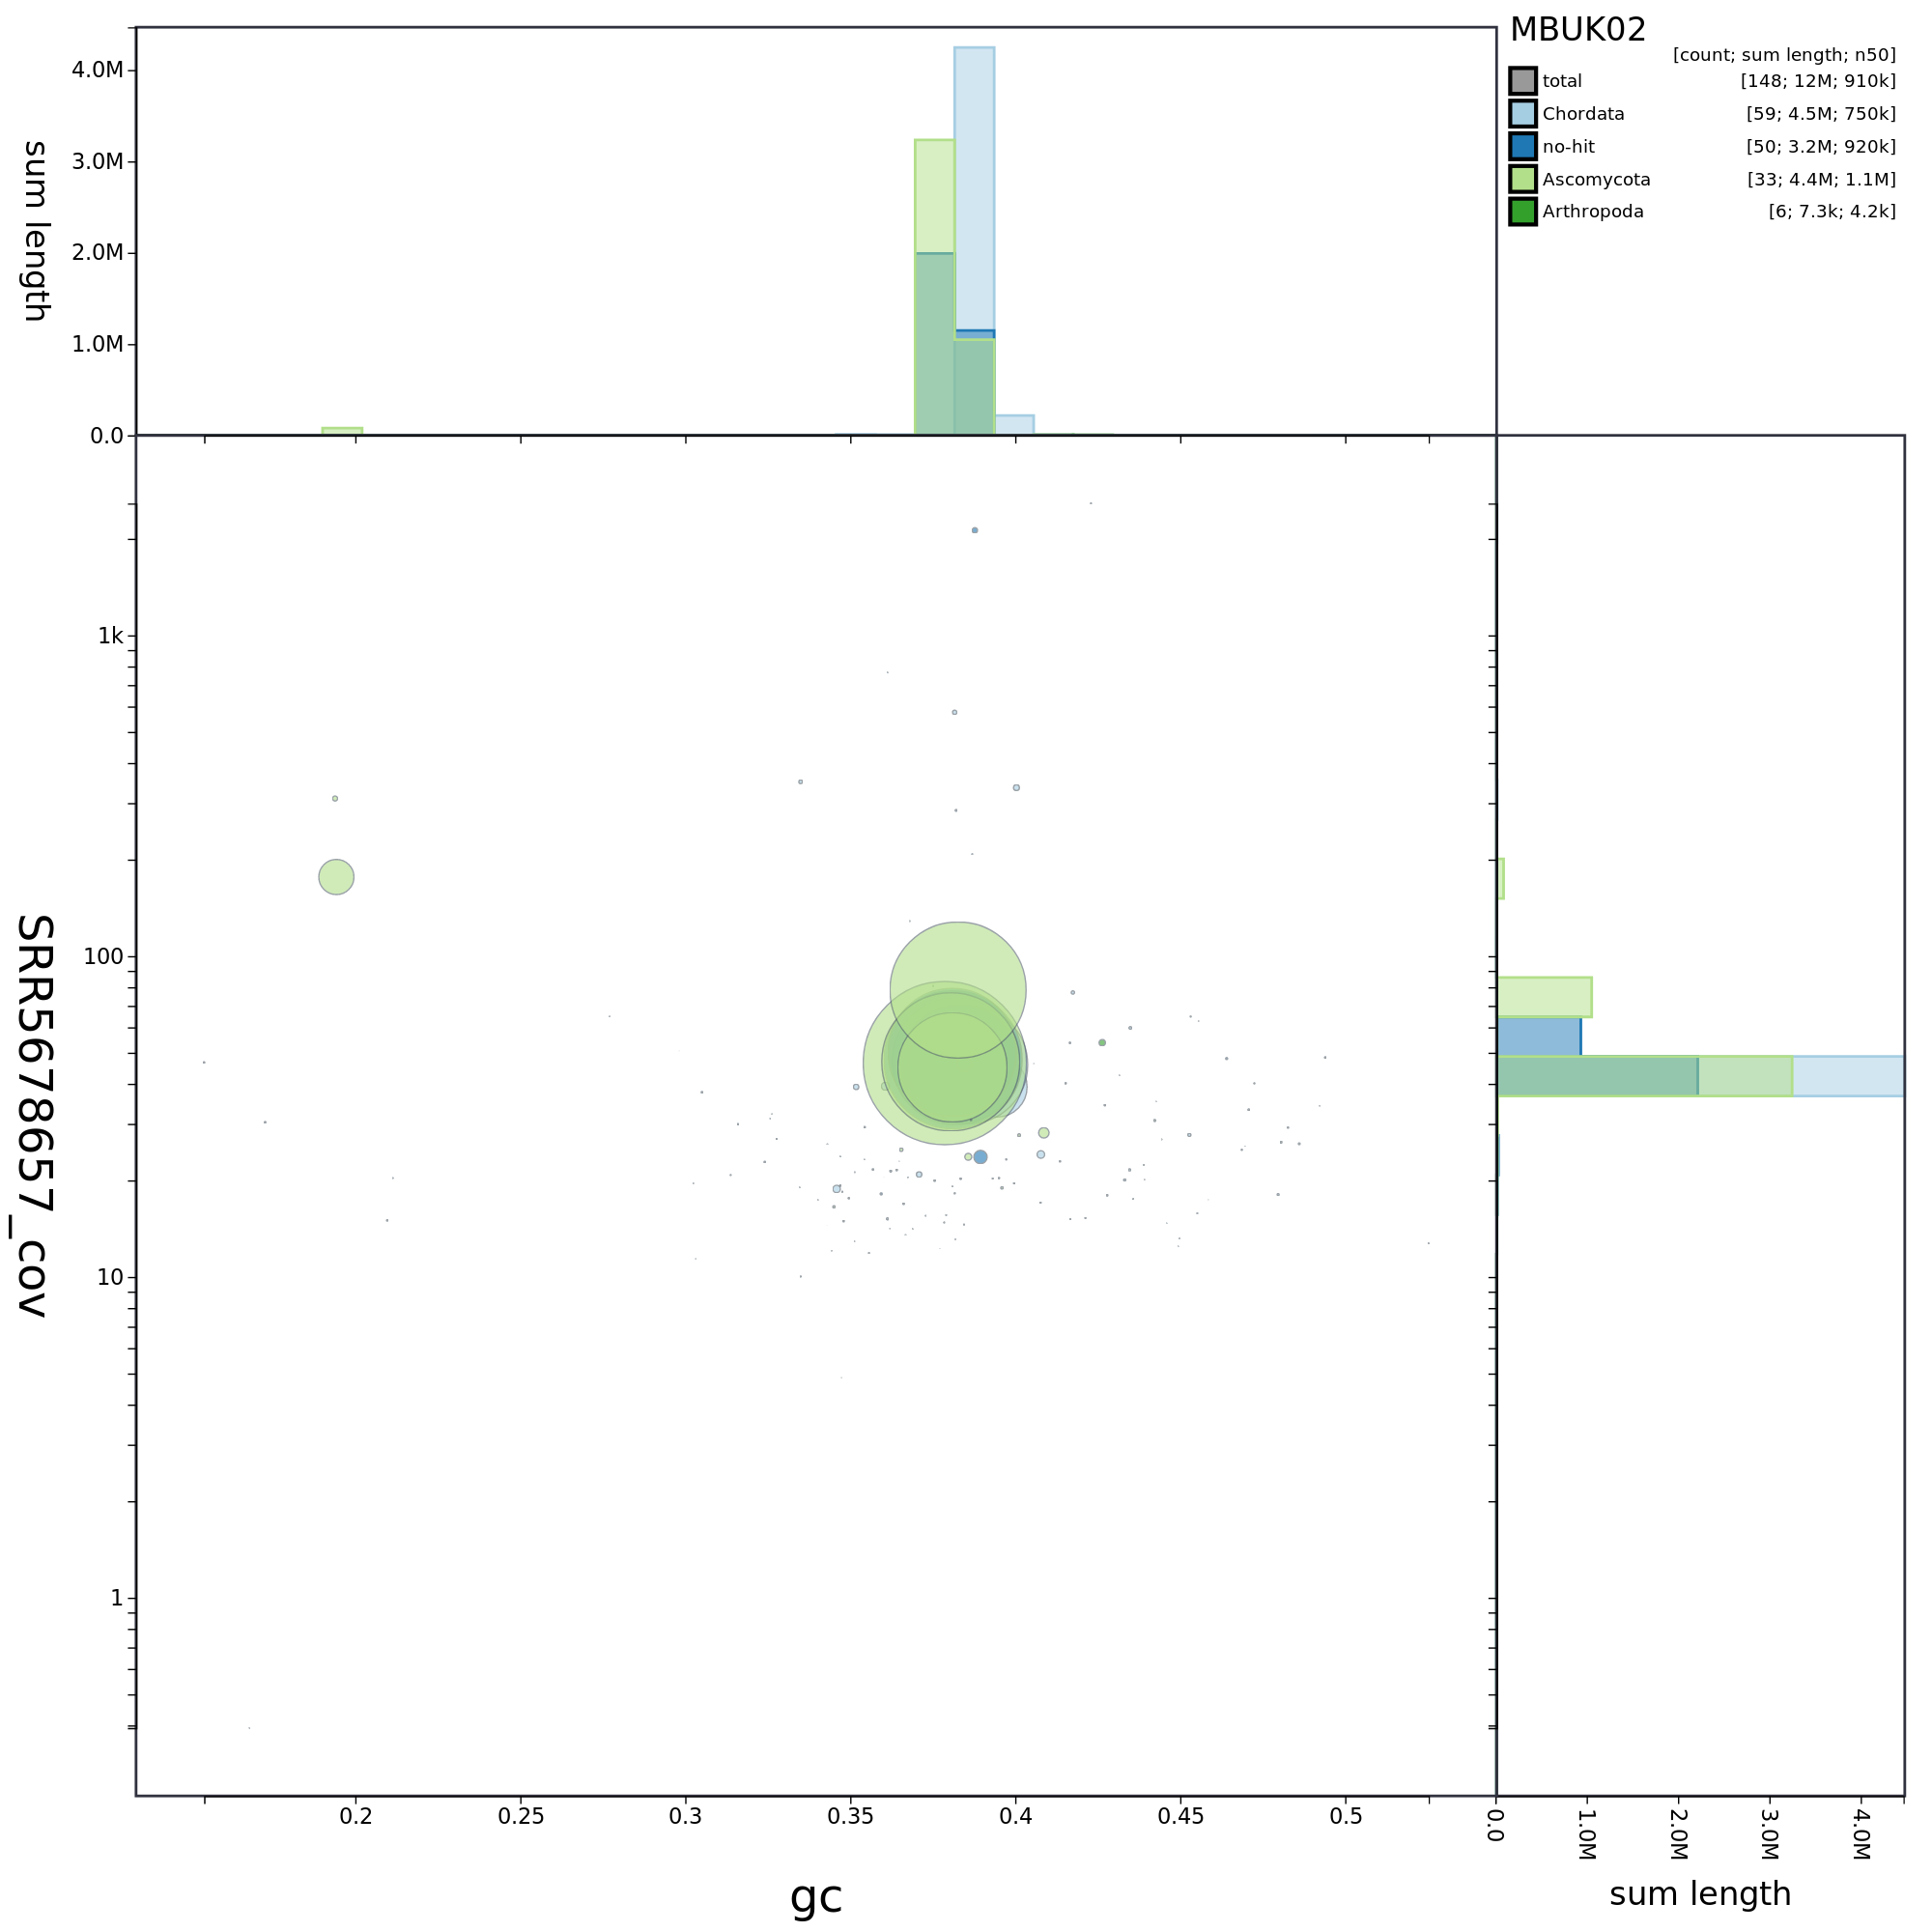 MBUK02
[count; sum length; n50]
total [148; 12M; 910k]
Chordata [59; 4.5M; 750k]
no-hit [50; 3.2M; 920k]
Ascomycota [33; 4.4M; 1.1M]
Arthropoda [6; 7.3k; 4.2k]
sum length
4.0M
3.0M
2.0M
1.0M
0.0
SRR5678657_cov
1k
100
10
1
0.2 0.25 0.3 0.35 0.4 0.45 0.5
gc
0.0 1.0M 2.0M 3.0M 4.0M
sum length